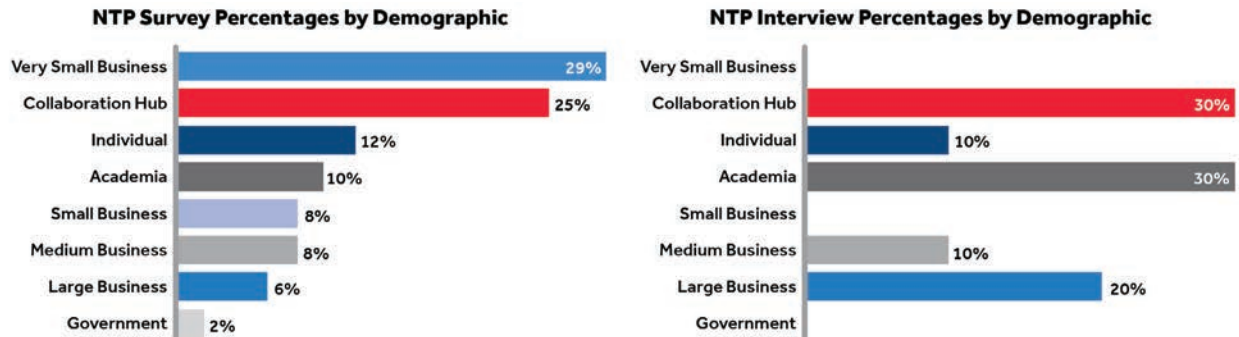 NTP Survey Percentages by Demographic
Very Small Business 29%
Collaboration Hub 25%
Individual 12%
Academia 10%
Small Business 8%
Medium Business 8%
Large Business 6%
Government 2%
NTP Interview Percentages by Demographic
Very Small Business
Collaboration Hub 30%
Individual 10%
Academia 30%
Small Business
Medium Business 10%
Large Business 20%
Government